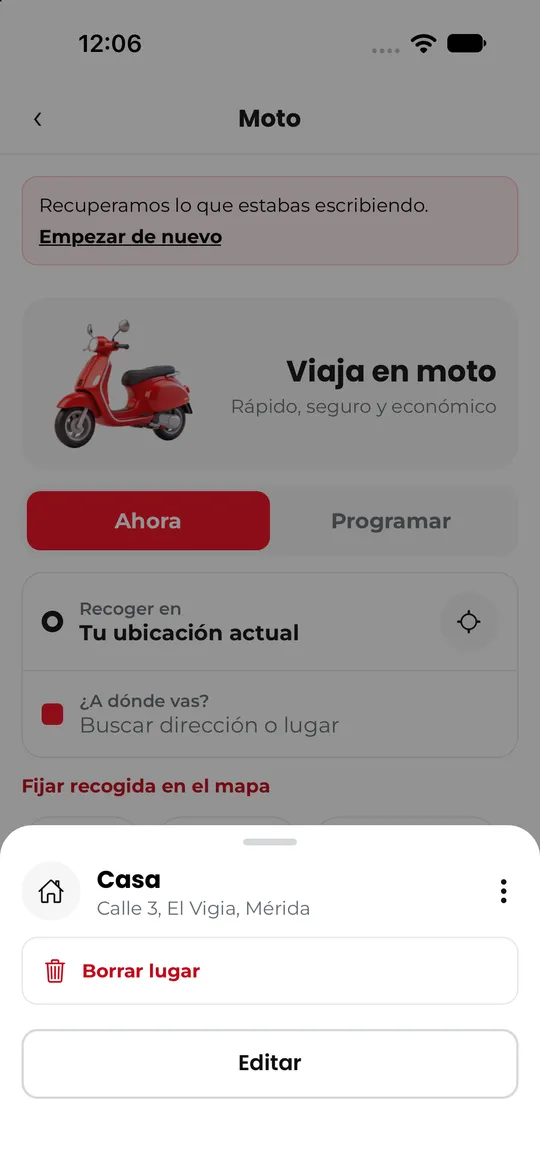 12:06
Moto
Recuperamos lo que estabas escribiendo.
Empezar de nuevo
Viaja en moto
Rápido, seguro y económico
Ahora
Programar
Recoger en
Tu ubicación actual
¿A dónde vas?
Buscar dirección o lugar
Fijar recogida en el mapa
Casa
Calle 3, El Vigia, Mérida
Borrar lugar
Editar